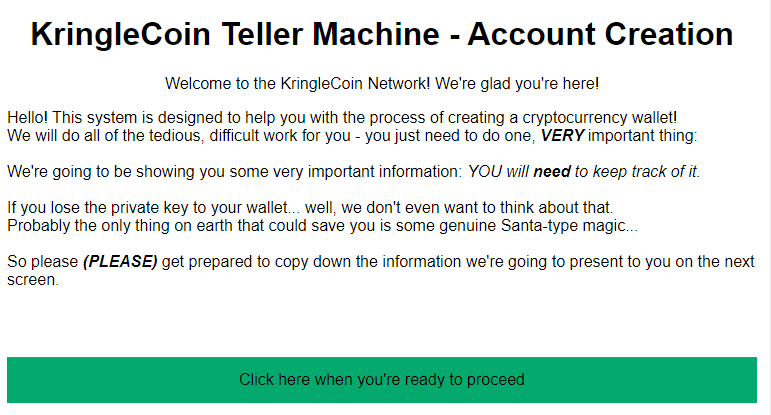 KringleCoin Teller Machine - Account Creation
Welcome to the KringleCoin Network! We're glad you're here!
Hello! This system is designed to help you with the process of creating a cryptocurrency wallet!
We will do all of the tedious, difficult work for you - you just need to do one, VERY important thing:
We're going to be showing you some very important information: YOU will need to keep track of it.
If you lose the private key to your wallet... well, we don't even want to think about that.
Probably the only thing on earth that could save you is some genuine Santa-type magic...
So please (PLEASE) get prepared to copy down the information we're going to present to you on the next
screen.
Click here when you're ready to proceed